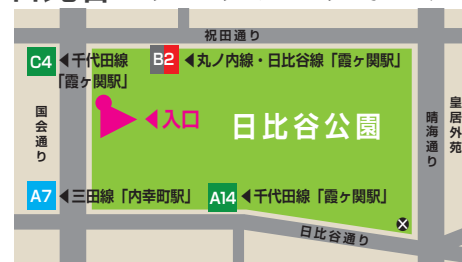 祝田通り
C4 ◀千代田線
「霞ヶ関駅」
B2 ◀丸ノ内線・日比谷線「霞ヶ関駅」
◀入口
日比谷公園
国会通り
晴海通り
皇居外苑
A7 ◀三田線「内幸町駅」
A14 ◀千代田線「霞ヶ関駅」
日比谷通り